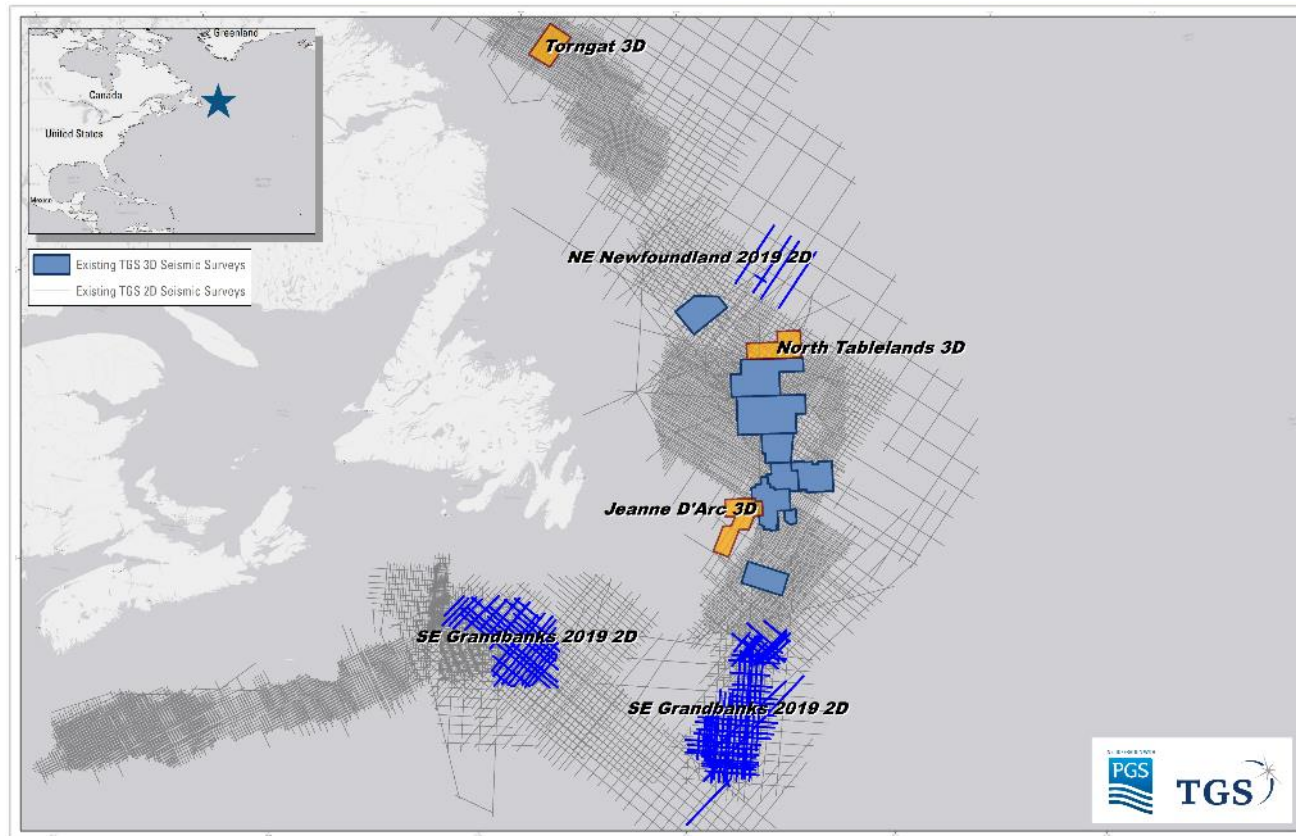 Greenland
Canada
United States
Mexico
Existing TGS 3D Seismic Surveys
Existing TGS 2D Seismic Surveys
Torngat 3D
NE Newfoundland 2019 2D
North Tablelands 3D
Jeanne D'Arc 3D
SE Grandbanks 2019 2D
SE Grandbanks 2019 2D
PGS
TGS